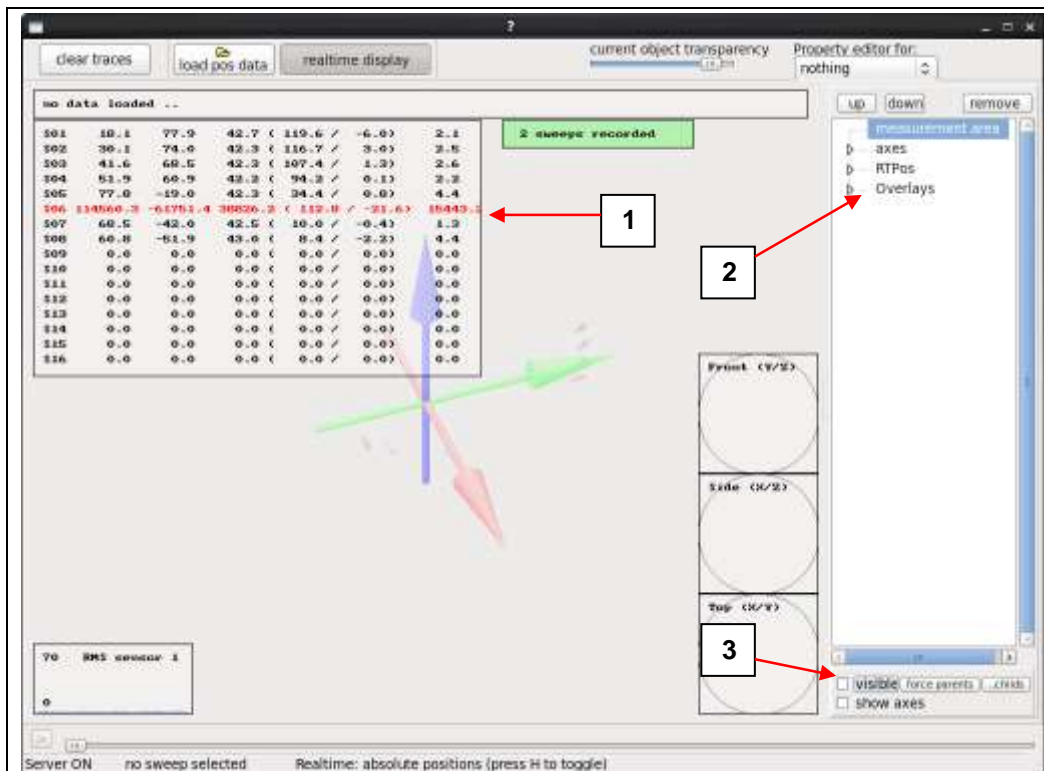 ?
clear traces load pos data realtime display current object transparency Property editor for:
nothing
no data loaded ..
up down remove
S01 18.1 77.9 42.7 ( 119.6 / -6.0) 2.1
S02 30.1 74.0 42.3 ( 116.7 / 3.0) 2.5
S03 41.6 68.5 42.3 ( 107.4 / 1.3) 2.6
S04 51.9 60.9 42.2 ( 94.2 / 0.1) 2.2
S05 77.0 -19.0 42.3 ( 34.4 / 0.0) 4.4
S06 114560.3 -61751.4 38826.2 ( 112.8 / -21.6)
S07 60.5 -42.0 42.5 ( 10.0 / -0.4) 1.3
S08 60.8 -51.9 43.0 ( 8.4 / -2.2) 4.4
S09 0.0 0.0 0.0 ( 0.0 / 0.0) 0.0
S10 0.0 0.0 0.0 ( 0.0 / 0.0) 0.0
S11 0.0 0.0 0.0 ( 0.0 / 0.0) 0.0
S12 0.0 0.0 0.0 ( 0.0 / 0.0) 0.0
S13 0.0 0.0 0.0 ( 0.0 / 0.0) 0.0
S14 0.0 0.0 0.0 ( 0.0 / 0.0) 0.0
S15 0.0 0.0 0.0 ( 0.0 / 0.0) 0.0
S16 0.0 0.0 0.0 ( 0.0 / 0.0) 0.0
2 sweeps recorded
measurement area
axes
RTPos
Overlays
1
2
Front (Y/Z)
Side (X/Z)
Top (X/Y)
3
70 RMS sensor 1
0
visible force parents ..childs
show axes
Server ON no sweep selected Realtime: absolute positions (press H to toggle)